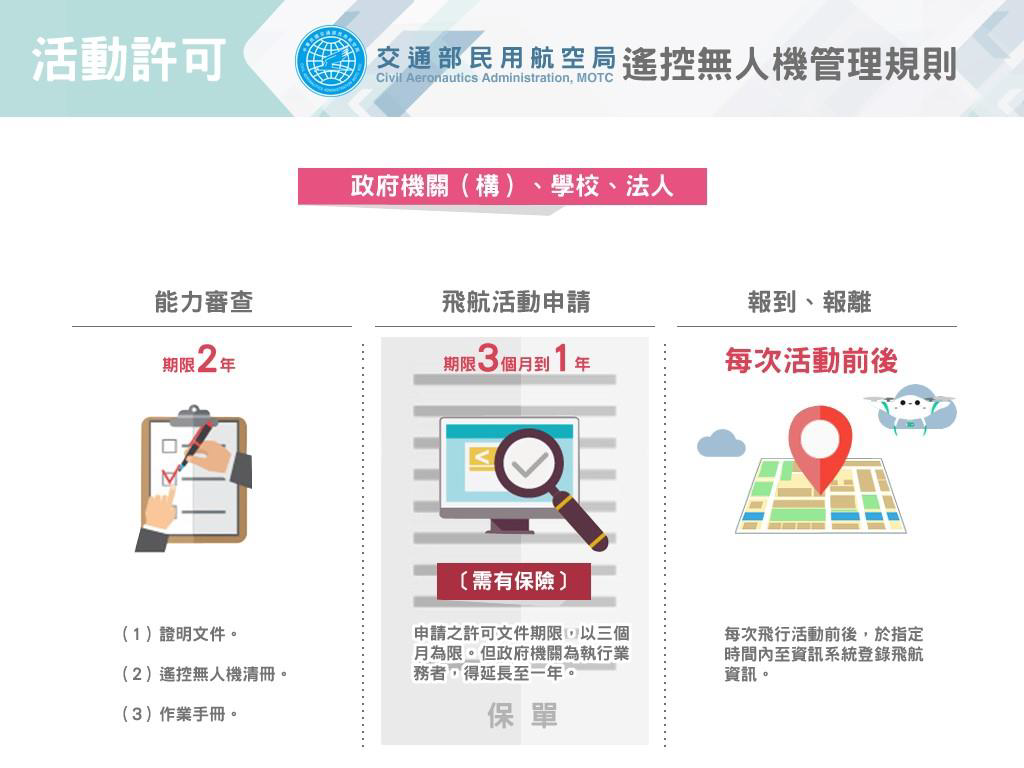 活動許可
交通部民用航空局
Civil Aeronautics Administration, MOTC
遙控無人機管理規則
政府機關（構）、學校、法人
能力審查
期限2年
（1）證明文件。
（2）遙控無人機清冊。
（3）作業手冊。
飛航活動申請
期限3個月到1年
〔需有保險〕
申請之許可文件期限，以三個
月為限。但政府機關為執行業
務者，得延長至一年。
保單
報到、報離
每次活動前後
每次飛行活動前後，於指定
時間內至資訊系統登錄飛航
資訊。